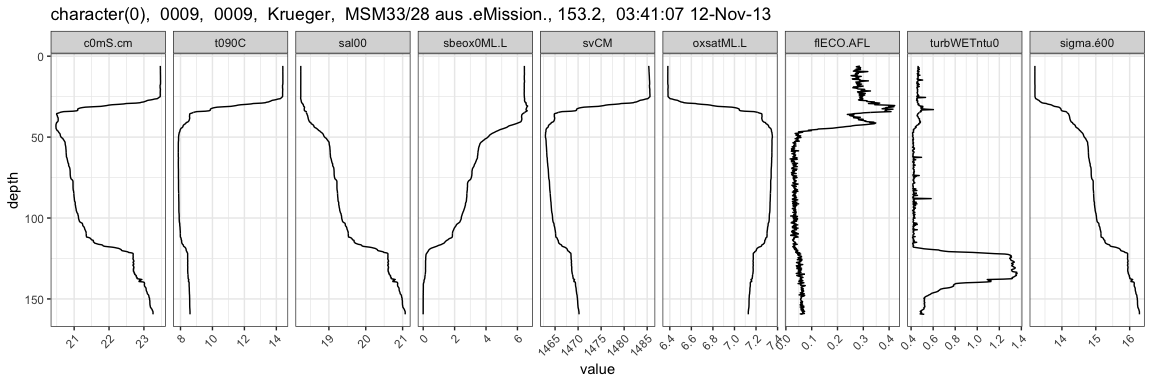 character(0),  0009,  0009,  Krueger,  MSM33/28 aus .eMission., 153.2,  03:41:07 12-Nov-13
c0mS.cm t090C sal00 sbeox0ML.L svCM oxsatML.L flECO.AFL turbWETntu0 sigma.é00
depth
0
50
100
150
21 22 23 8 10 12 14 19 20 21 0 2 4 6 1465 1470 1475 1480 1485 6.4 6.6 6.8 7.0 7.2 7.4 0.0 0.1 0.2 0.3 0.4 0.4 0.6 0.8 1.0 1.2 1.4 14 15 16
value